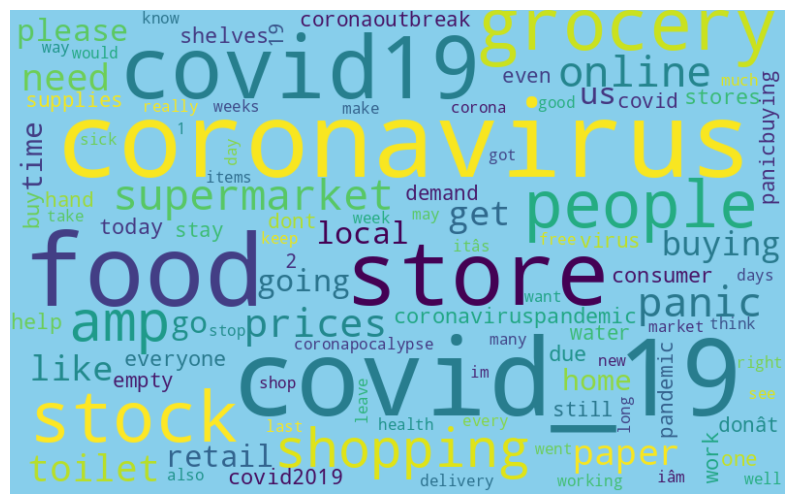 know
coronaoutbreak
grocery
please
way
would
shelves
19
covid19
need
even
online
much
supplies
really
weeks
make
corona
good
us
covid
stores
panicbuying
time
sick
1
day
coronavirus
got
items
buy
hand
take
supermarket
demand
may
get
people
today
stay
dont
week
local
keep
itâs
free
virus
buying
food
2
store
consumer
days
going
want
panic
help
amp
go
stop
prices
coronaviruspandemic
water
market
think
coronapocalypse
many
due
new
like
everyone
covid_19
pandemic
right
empty
shop
im
home
see
leave
still
long
stock
last
health
every
donât
shopping
went
paper
work
one
toilet
retail
also
covid2019
delivery
working
iâm
well